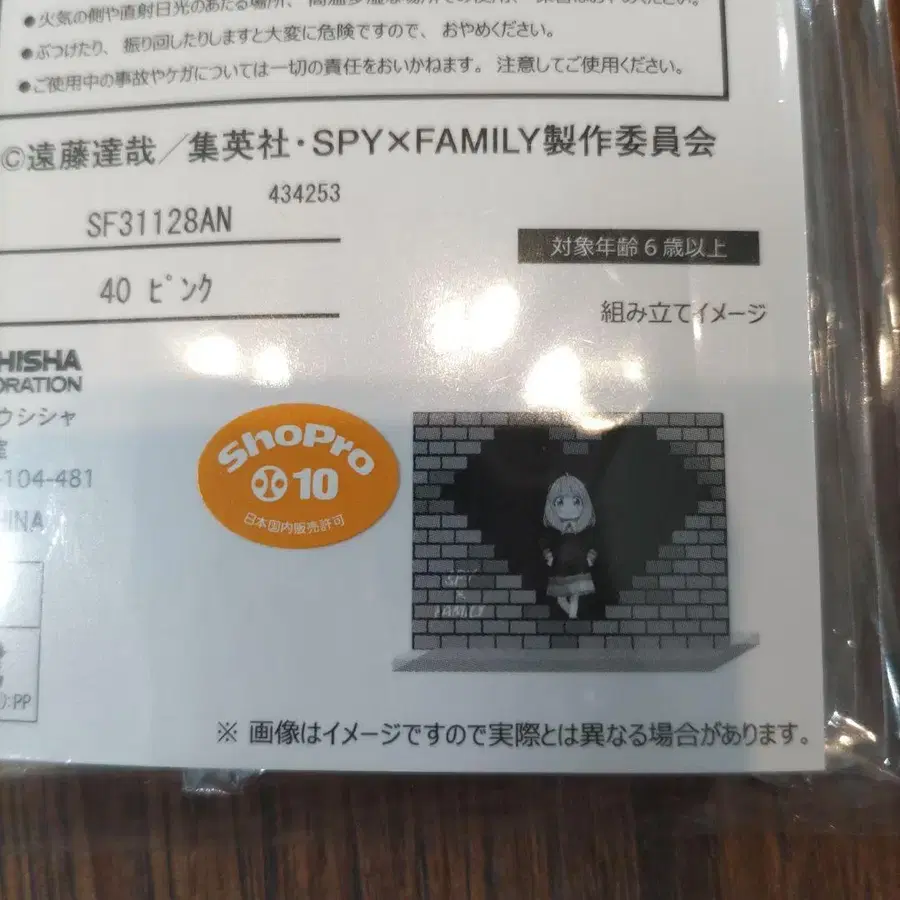 ●火気の側や直射日光のあたる場所、
●ぶつけたり、振り回したりしますと大変に危険ですので、おやめください。
●ご使用中の事故やケガについては一切の責任をおいかねます。注意してご使用ください。
©遠藤達哉／集英社・SPY×FAMILY製作委員会
434253
SF31128AN
対象年齢6歳以上
40 ﾋﾟﾝｸ
組み立てイメージ
HISHA
ORATION
ウシシャ
-104-481
HINA
ShoPro
10
日本国内販売許可
SPY
×
FAMILY
:PP
※ 画像はイメージですので実際とは異なる場合があります。